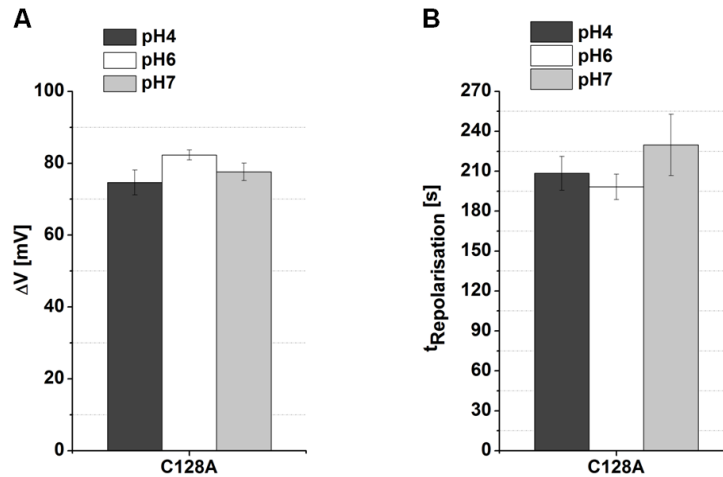 A
pH4
pH6
pH7
100
80
60
40
20
0
ΔV [mV]
C128A
B
pH4
pH6
pH7
270
240
210
180
150
120
90
60
30
0
tRepolarisation [s]
C128A